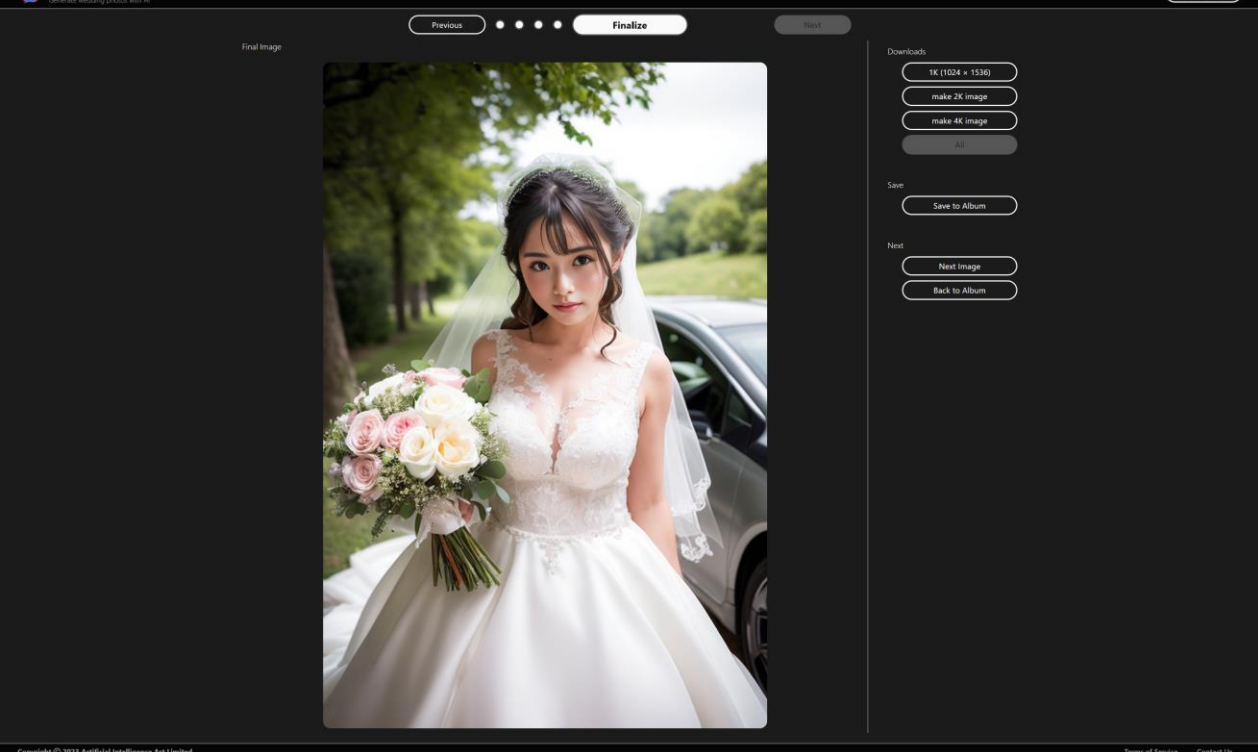 Generate wedding photos with AI
Previous
Finalize
Next
Final Image
Downloads
1K (1024 × 1536)
make 2K image
make 4K image
All
Save
Save to Album
Next
Next Image
Back to Album
Copyright © 2023 Artificial Intelligence Art Limited
Terms of Service
Contact Us